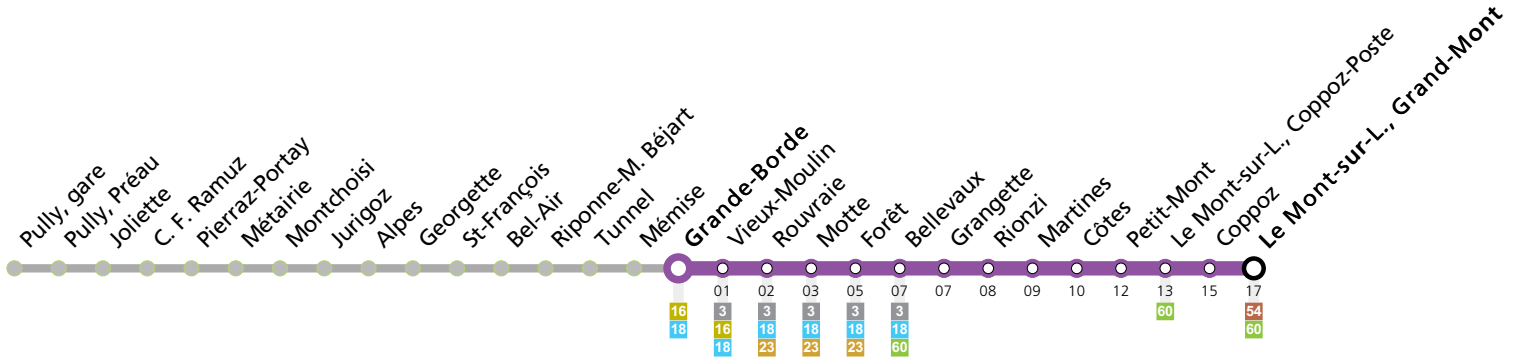 Pully, gare
Pully, Préau
Joliette
C. F. Ramuz
Pierraz-Portay
Métairie
Montchoisi
Jurigoz
Alpes
Georgette
St-François
Bel-Air
Riponne-M. Béjart
Tunnel
Mémise
Grande-Borde
Vieux-Moulin
Rouvraie
Motte
Forêt
Bellevaux
Grangette
Rionzi
Martines
Côtes
Petit-Mont
Le Mont-sur-L., Coppoz-Poste
Coppoz
Le Mont-sur-L., Grand-Mont
01 02 03 05 07 07 08 09 10 12 13 15 17
16 3 3 3 3 3 60 54
18 16 18 18 18 18 60
18 23 23 23 60